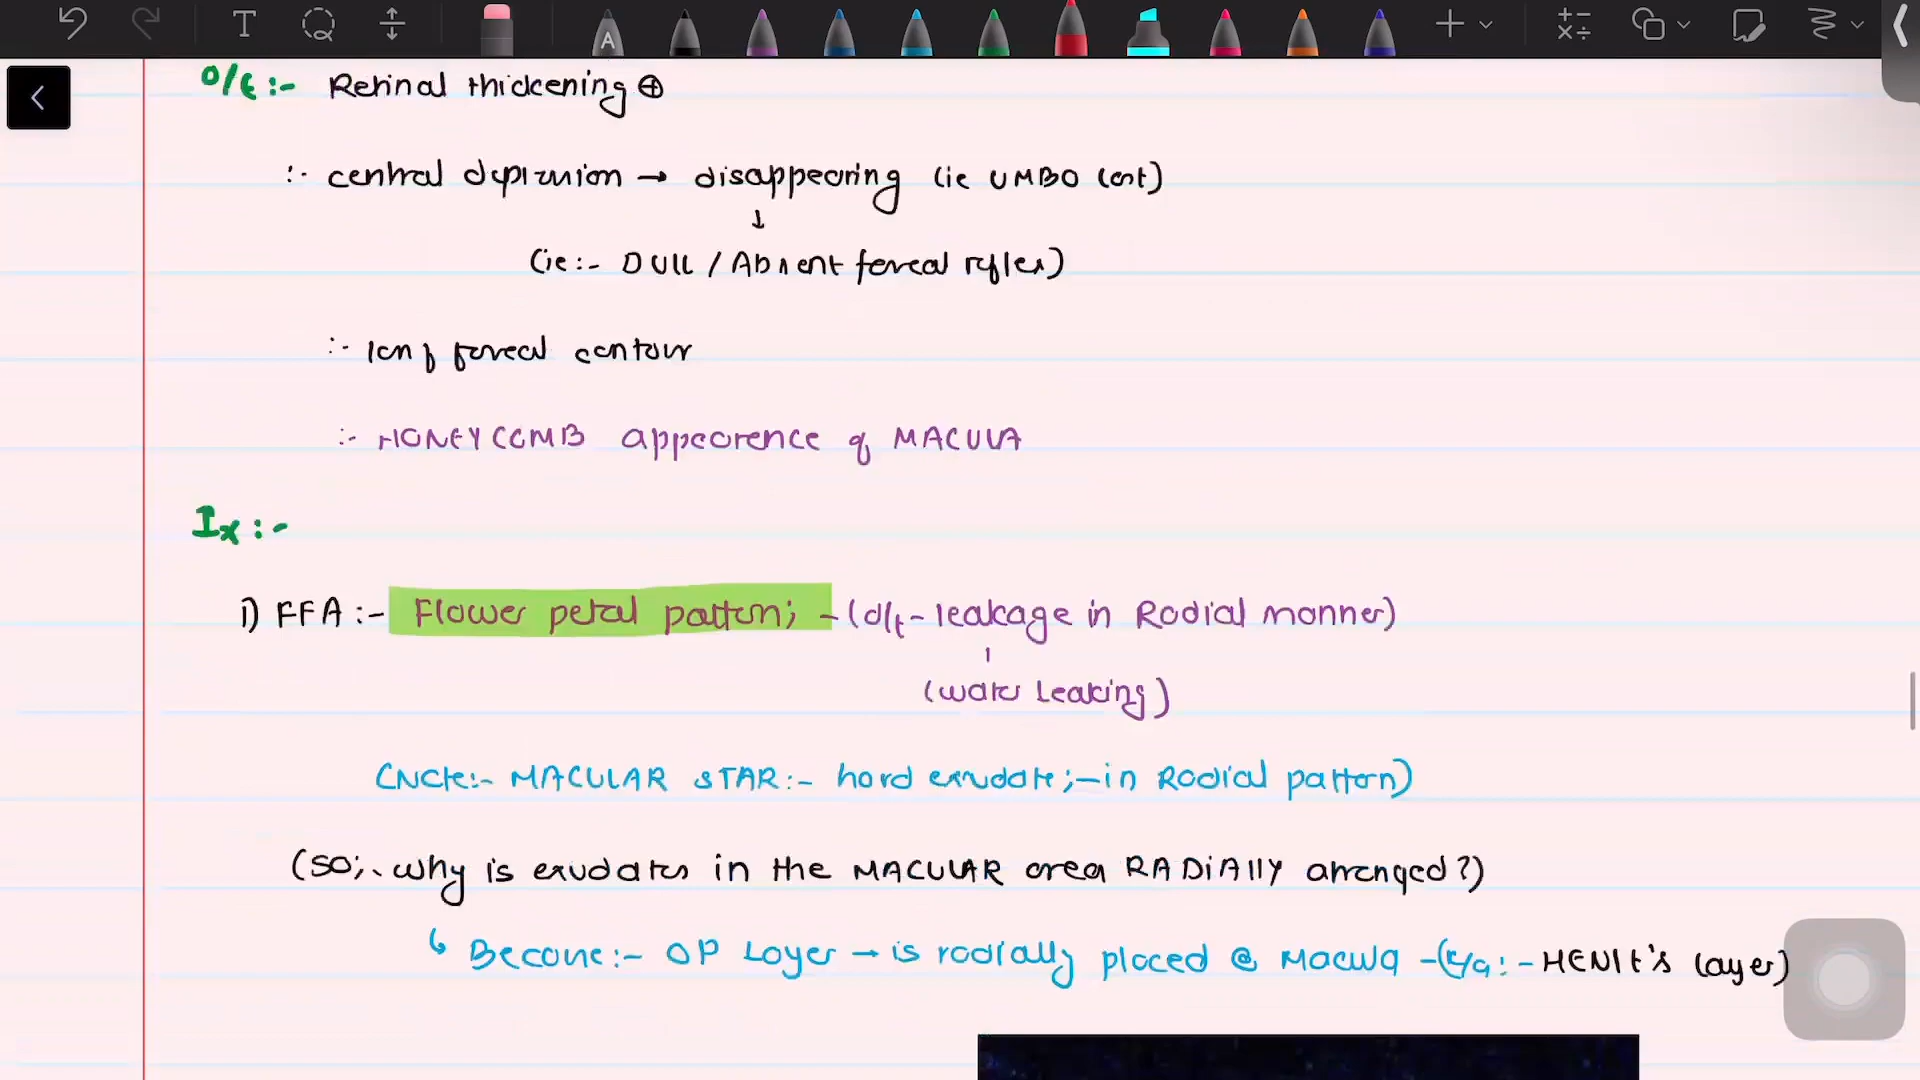 O/E :- Retinal thickening ⊕
:- central depression → disappearing (ie UMBO lost)
↓
(ie:- DULL / Absent foveal reflex)
:- loss of foveal contour
:- HONEYCOMB appearence of MACULA
Ix :-
1) FFA :- Flower petal pattern; - (d/t - leakage in Radial manner)
(water leaking)
(Note:- MACULAR STAR:- hard exudate;- in Radial pattern)
(SO;. why is exudates in the MACULAR area RADIALLY arranged?)
↳ Because:- OP Layer → is radially placed @ Macula - (k/a: - HENLE's layer)